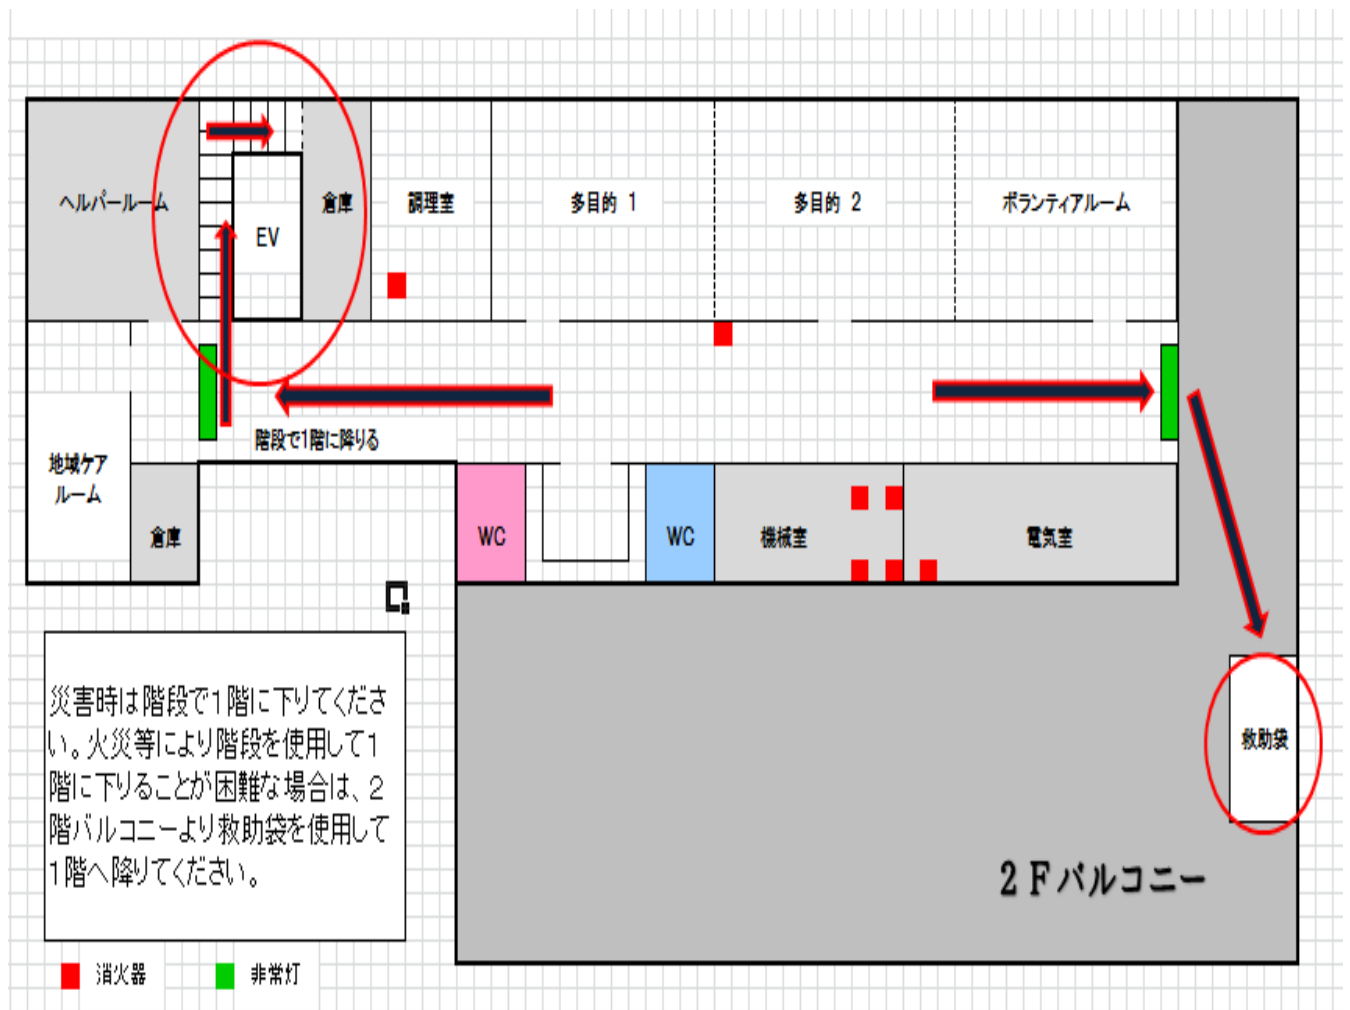 ヘルパールーム
EV
倉庫
調理室
多目的 1
多目的 2
ボランティアルーム
階段で1階に降りる
地域ケア
ルーム
倉庫
WC
WC
機械室
電気室
災害時は階段で1階に下りてくださ
い。火災等により階段を使用して1
階に下りることが困難な場合は、2
階バルコニーより救助袋を使用して
1階へ降りてください。
救助袋
2Fバルコニー
消火器
非常灯